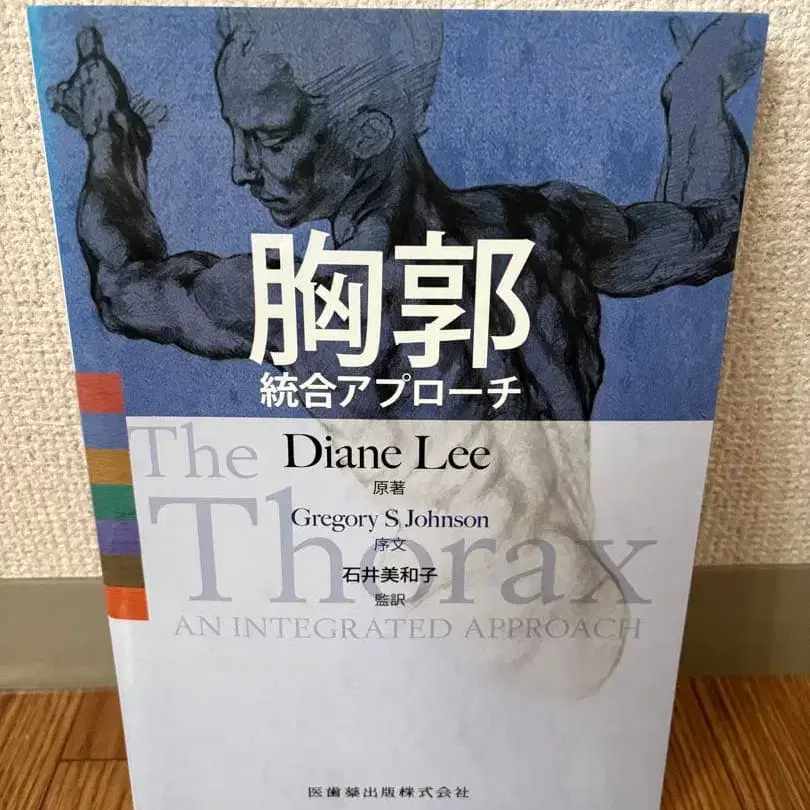 胸郭
統合アプローチ
The
Diane Lee
原著
Thorax
Gregory S Johnson
序文
石井美和子
監訳
AN INTEGRATED APPROACH
医歯薬出版株式会社